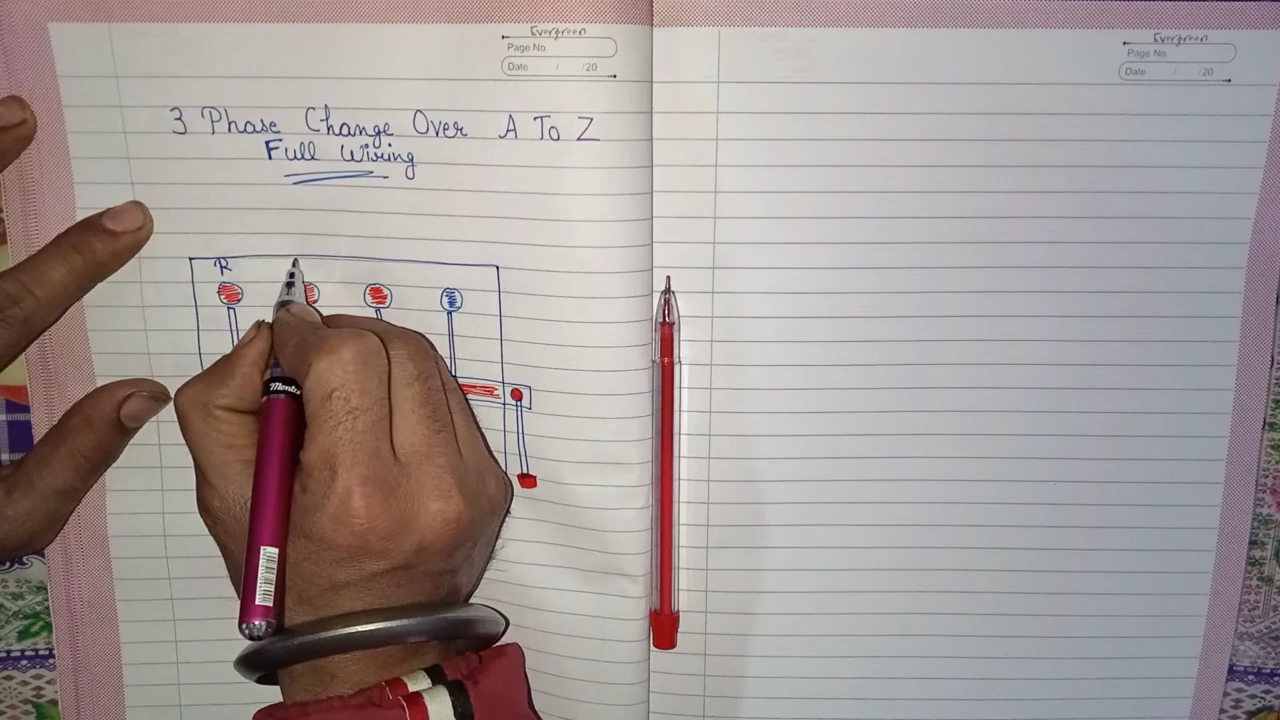 Evergreen
Page No.
Date / /20
Evergreen
Page No.
Date / /20
3 Phase Change Over A To Z
Full Wiring
R
Montex